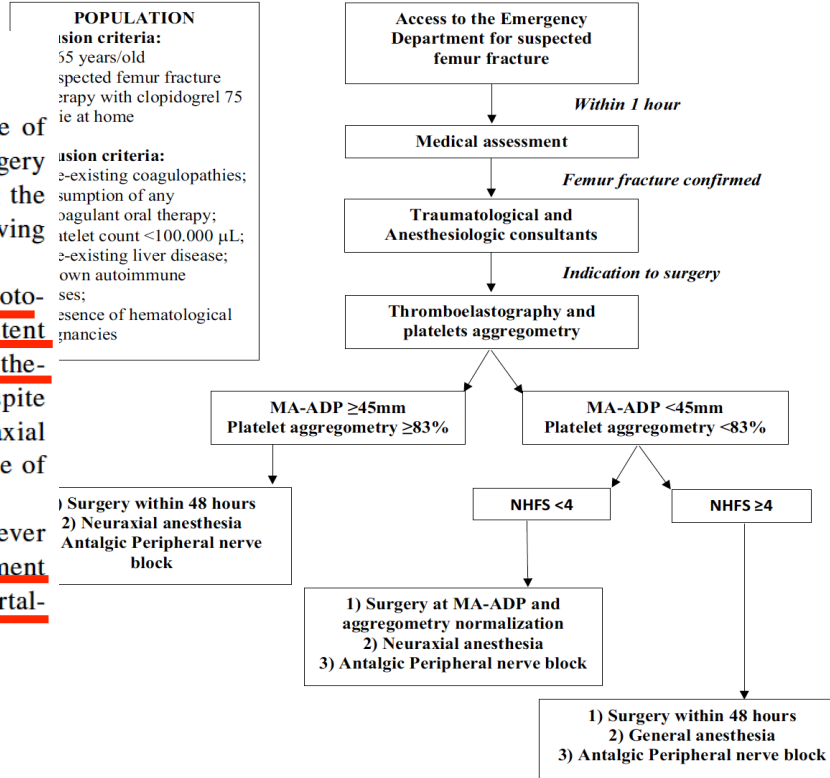 POPULATION
usion criteria:
65 years/old
spected femur fracture
erapy with clopidogrel 75
ie at home
usion criteria:
e-existing coagulopathies;
sumption of any
oagulant oral therapy;
atelet count <100.000 μL;
e-existing liver disease;
own autoimmune
ses;
esence of hematological
gnancies
e of
gery
the
ving
oto-
tent
the-
spite
axial
e of
ever
nent
rtal-
Access to the Emergency
Department for suspected
femur fracture
Within 1 hour
Medical assessment
Femur fracture confirmed
Traumatological and
Anesthesiologic consultants
Indication to surgery
Thromboelastography and
platelets aggregometry
MA-ADP ≥45mm
Platelet aggregometry ≥83%
MA-ADP <45mm
Platelet aggregometry <83%
) Surgery within 48 hours
2) Neuraxial anesthesia
Antalgic Peripheral nerve
block
NHFS <4
NHFS ≥4
1) Surgery at MA-ADP and
aggregometry normalization
2) Neuraxial anesthesia
3) Antalgic Peripheral nerve block
1) Surgery within 48 hours
2) General anesthesia
3) Antalgic Peripheral nerve block